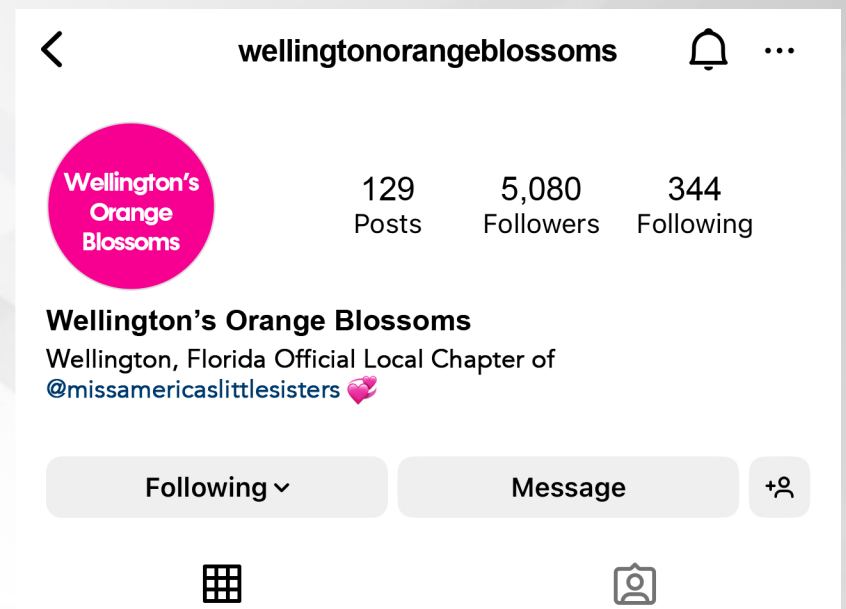 wellingtonorangeblossoms
Wellington’s
Orange
Blossoms
129 5,080 344
Posts Followers Following
Wellington’s Orange Blossoms
Wellington, Florida Official Local Chapter of
@missamericaslittlesisters 💞
Following Message